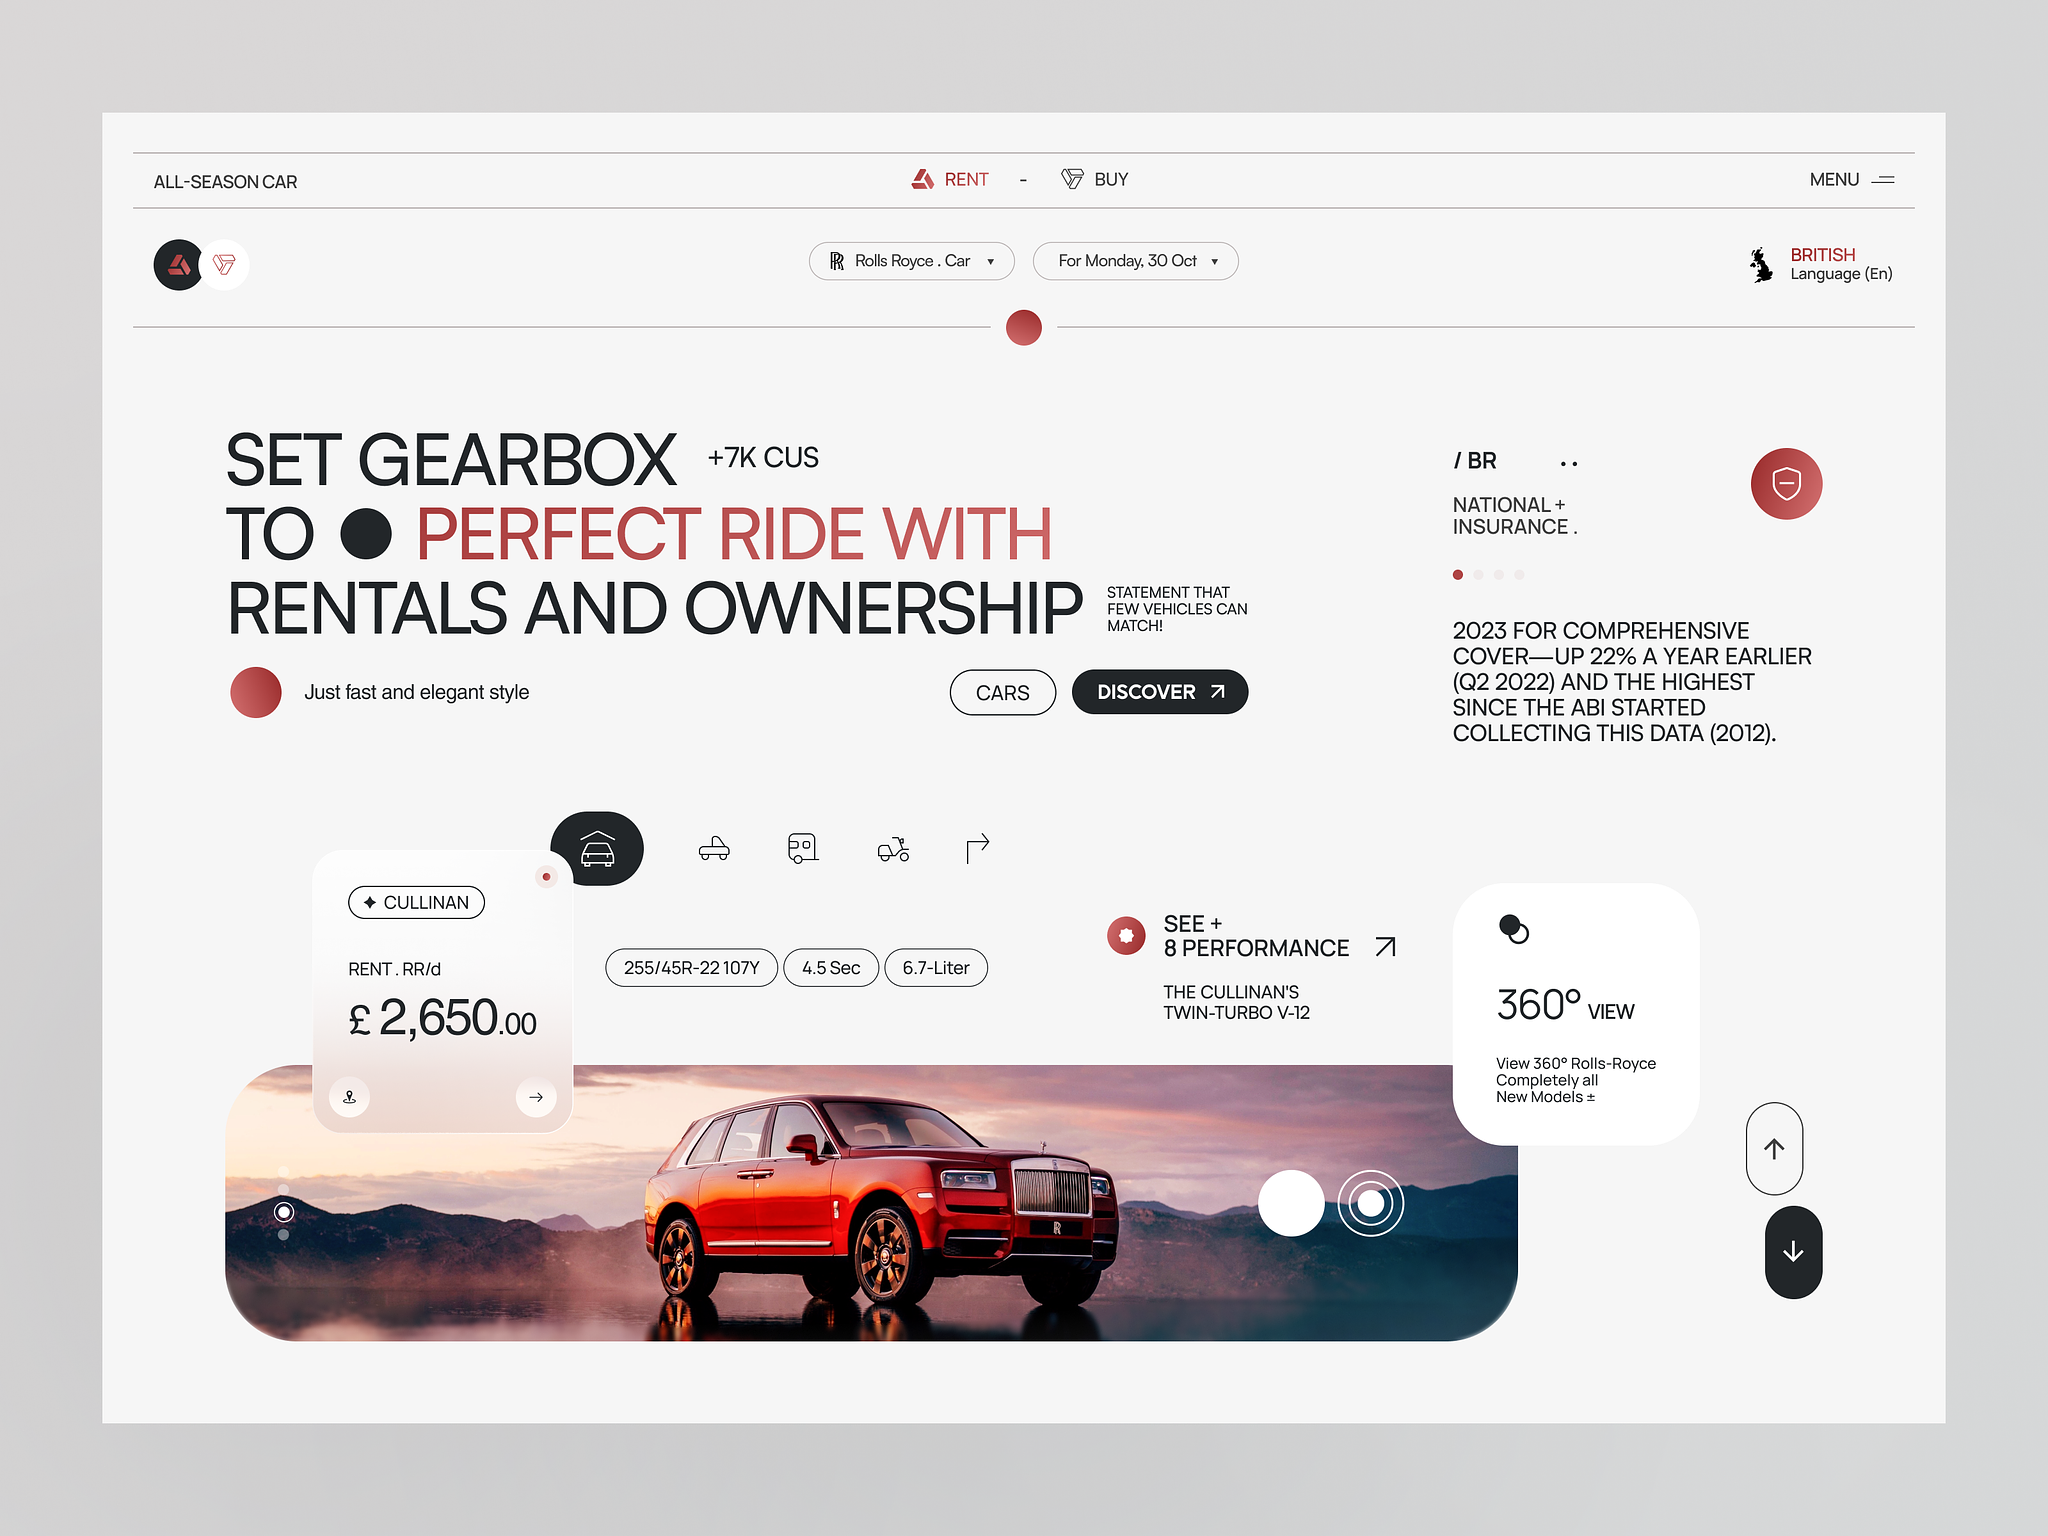 ALL-SEASON CAR
RENT
-
BUY
MENU
Rolls Royce . Car
For Monday, 30 Oct
BRITISH
Language (En)
SET GEARBOX
+7K CUS
TO PERFECT RIDE WITH
RENTALS AND OWNERSHIP
STATEMENT THAT
FEW VEHICLES CAN
MATCH!
Just fast and elegant style
CARS
DISCOVER
/ BR
NATIONAL +
INSURANCE .
2023 FOR COMPREHENSIVE
COVER—UP 22% A YEAR EARLIER
(Q2 2022) AND THE HIGHEST
SINCE THE ABI STARTED
COLLECTING THIS DATA (2012).
CULLINAN
RENT . RR/d
£ 2,650.00
255/45R-22 107Y
4.5 Sec
6.7-Liter
SEE +
8 PERFORMANCE
THE CULLINAN'S
TWIN-TURBO V-12
360° VIEW
View 360° Rolls-Royce
Completely all
New Models ±